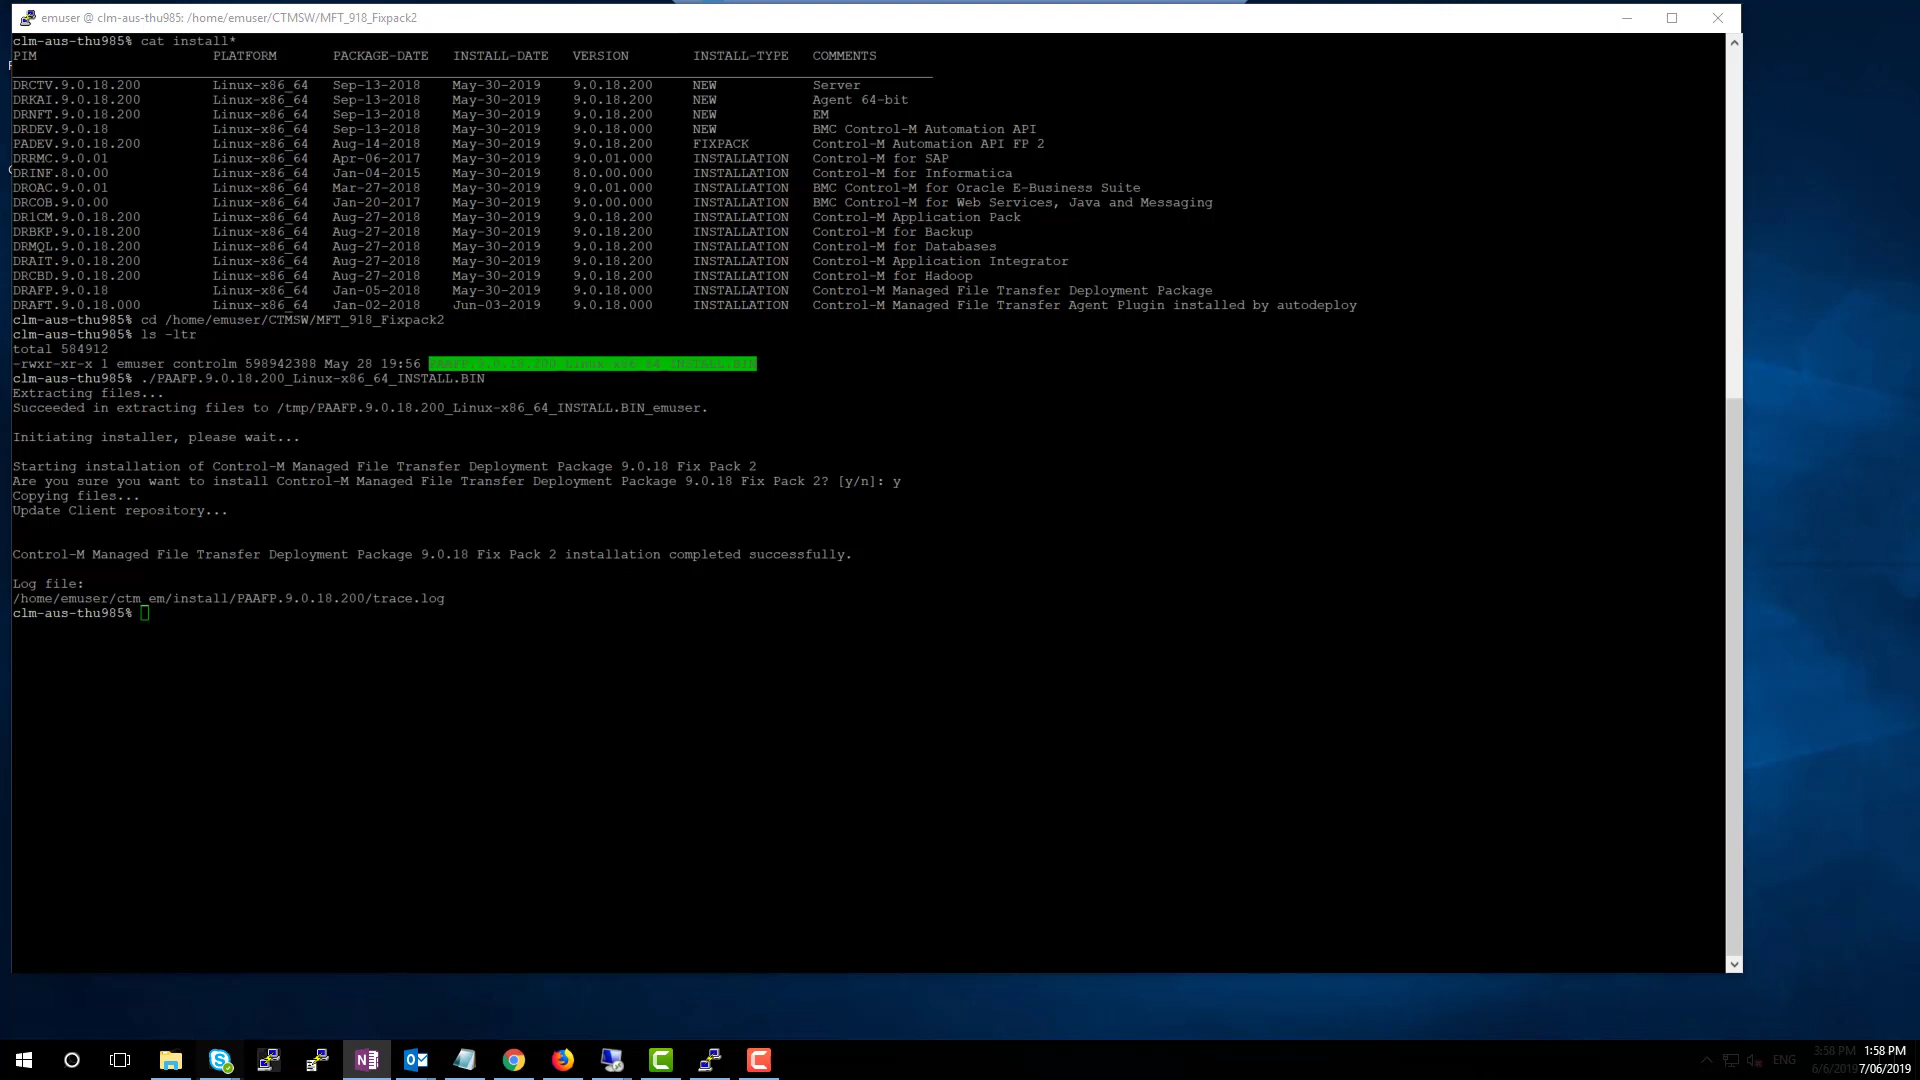 emuser @ clm-aus-thu985: /home/emuser/CTMSW/MFT_918_Fixpack2
clm-aus-thu985% cat install*
PIM PLATFORM PACKAGE-DATE INSTALL-DATE VERSION INSTALL-TYPE COMMENTS
DRCTV.9.0.18.200 Linux-x86_64 Sep-13-2018 May-30-2019 9.0.18.200 NEW Server
DRKAI.9.0.18.200 Linux-x86_64 Sep-13-2018 May-30-2019 9.0.18.200 NEW Agent 64-bit
DRNFT.9.0.18.200 Linux-x86_64 Sep-13-2018 May-30-2019 9.0.18.200 NEW EM
DRDEV.9.0.18 Linux-x86_64 Sep-13-2018 May-30-2019 9.0.18.000 NEW BMC Control-M Automation API
PADEV.9.0.18.200 Linux-x86_64 Aug-14-2018 May-30-2019 9.0.18.200 FIXPACK Control-M Automation API FP 2
DRRMC.9.0.01 Linux-x86_64 Apr-06-2017 May-30-2019 9.0.01.000 INSTALLATION Control-M for SAP
DRINF.8.0.00 Linux-x86_64 Jan-04-2015 May-30-2019 8.0.00.000 INSTALLATION Control-M for Informatica
DROAC.9.0.01 Linux-x86_64 Mar-27-2018 May-30-2019 9.0.01.000 INSTALLATION BMC Control-M for Oracle E-Business Suite
DRCOB.9.0.00 Linux-x86_64 Jan-20-2017 May-30-2019 9.0.00.000 INSTALLATION BMC Control-M for Web Services, Java and Messaging
DR1CM.9.0.18.200 Linux-x86_64 Aug-27-2018 May-30-2019 9.0.18.200 INSTALLATION Control-M Application Pack
DRBKP.9.0.18.200 Linux-x86_64 Aug-27-2018 May-30-2019 9.0.18.200 INSTALLATION Control-M for Backup
DRMQL.9.0.18.200 Linux-x86_64 Aug-27-2018 May-30-2019 9.0.18.200 INSTALLATION Control-M for Databases
DRAIT.9.0.18.200 Linux-x86_64 Aug-27-2018 May-30-2019 9.0.18.200 INSTALLATION Control-M Application Integrator
DRCBD.9.0.18.200 Linux-x86_64 Aug-27-2018 May-30-2019 9.0.18.200 INSTALLATION Control-M for Hadoop
DRAFP.9.0.18 Linux-x86_64 Jan-05-2018 May-30-2019 9.0.18.000 INSTALLATION Control-M Managed File Transfer Deployment Package
DRAFT.9.0.18.000 Linux-x86_64 Jan-02-2018 Jun-03-2019 9.0.18.000 INSTALLATION Control-M Managed File Transfer Agent Plugin installed by autodeploy
clm-aus-thu985% cd /home/emuser/CTMSW/MFT_918_Fixpack2
clm-aus-thu985% ls -ltr
total 584912
-rwxr-xr-x 1 emuser controlm 598942388 May 28 19:56 PAAFP.9.0.18.200_Linux-x86_64_INSTALL.BIN
clm-aus-thu985% ./PAAFP.9.0.18.200_Linux-x86_64_INSTALL.BIN
Extracting files...
Succeeded in extracting files to /tmp/PAAFP.9.0.18.200_Linux-x86_64_INSTALL.BIN_emuser.
Initiating installer, please wait...
Starting installation of Control-M Managed File Transfer Deployment Package 9.0.18 Fix Pack 2
Are you sure you want to install Control-M Managed File Transfer Deployment Package 9.0.18 Fix Pack 2? [y/n]: y
Copying files...
Update Client repository...
Control-M Managed File Transfer Deployment Package 9.0.18 Fix Pack 2 installation completed successfully.
Log file:
/home/emuser/ctm_em/install/PAAFP.9.0.18.200/trace.log
clm-aus-thu985%
ENG 3:58 PM 1:58 PM
6/6/2019 7/06/2019